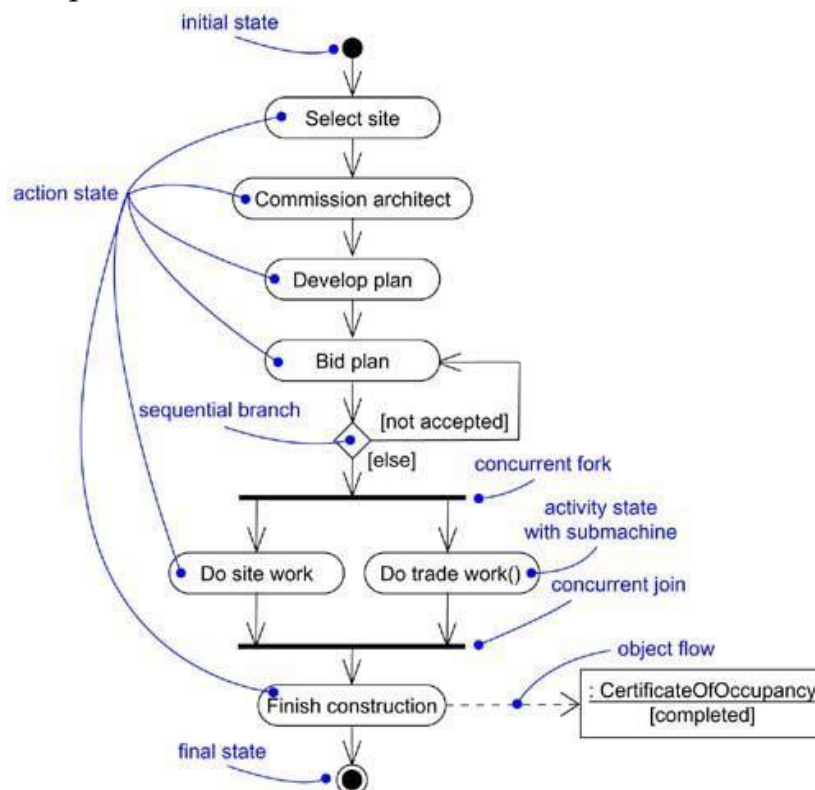 initial state
Select site
action state
Commission architect
Develop plan
Bid plan
sequential branch
[not accepted]
[else]
concurrent fork
activity state
with submachine
Do site work
Do trade work()
concurrent join
object flow
: CertificateOfOccupancy
[completed]
Finish construction
final state